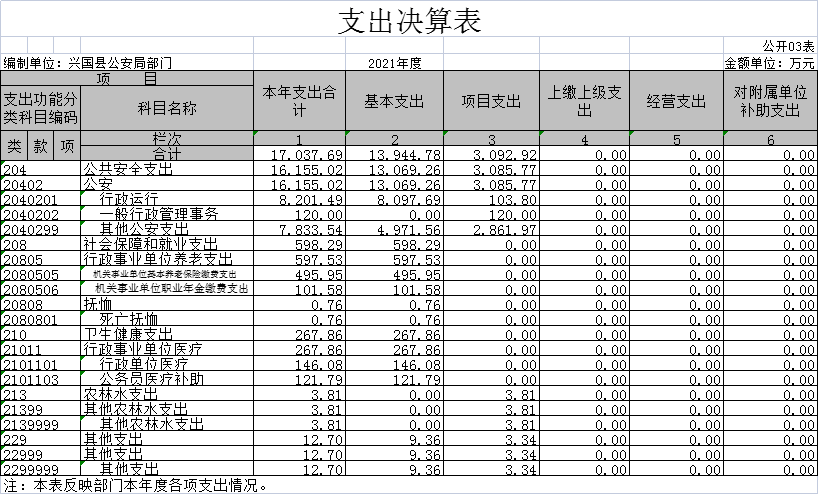 支出决算表
公开03表
编制单位：兴国县公安局部门 2021年度 金额单位：万元
项 目 本年支出合计 基本支出 项目支出 上缴上级支出 经营支出 对附属单位补助支出
支出功能分类科目编码 科目名称
类 款 项 栏次 1 2 3 4 5 6
合计 17,037.69 13,944.78 3,092.92 0.00 0.00 0.00
204 公共安全支出 16,155.02 13,069.26 3,085.77 0.00 0.00 0.00
20402 公安 16,155.02 13,069.26 3,085.77 0.00 0.00 0.00
2040201 行政运行 8,201.49 8,097.69 103.80 0.00 0.00 0.00
2040202 一般行政管理事务 120.00 0.00 120.00 0.00 0.00 0.00
2040299 其他公安支出 7,833.54 4,971.56 2,861.97 0.00 0.00 0.00
208 社会保障和就业支出 598.29 598.29 0.00 0.00 0.00 0.00
20805 行政事业单位养老支出 597.53 597.53 0.00 0.00 0.00 0.00
2080505 机关事业单位基本养老保险缴费支出 495.95 495.95 0.00 0.00 0.00 0.00
2080506 机关事业单位职业年金缴费支出 101.58 101.58 0.00 0.00 0.00 0.00
20808 抚恤 0.76 0.76 0.00 0.00 0.00 0.00
2080801 死亡抚恤 0.76 0.76 0.00 0.00 0.00 0.00
210 卫生健康支出 267.86 267.86 0.00 0.00 0.00 0.00
21011 行政事业单位医疗 267.86 267.86 0.00 0.00 0.00 0.00
2101101 行政单位医疗 146.08 146.08 0.00 0.00 0.00 0.00
2101103 公务员医疗补助 121.79 121.79 0.00 0.00 0.00 0.00
213 农林水支出 3.81 0.00 3.81 0.00 0.00 0.00
21399 其他农林水支出 3.81 0.00 3.81 0.00 0.00 0.00
2139999 其他农林水支出 3.81 0.00 3.81 0.00 0.00 0.00
229 其他支出 12.70 9.36 3.34 0.00 0.00 0.00
22999 其他支出 12.70 9.36 3.34 0.00 0.00 0.00
2299999 其他支出 12.70 9.36 3.34 0.00 0.00 0.00
注：本表反映部门本年度各项支出情况。